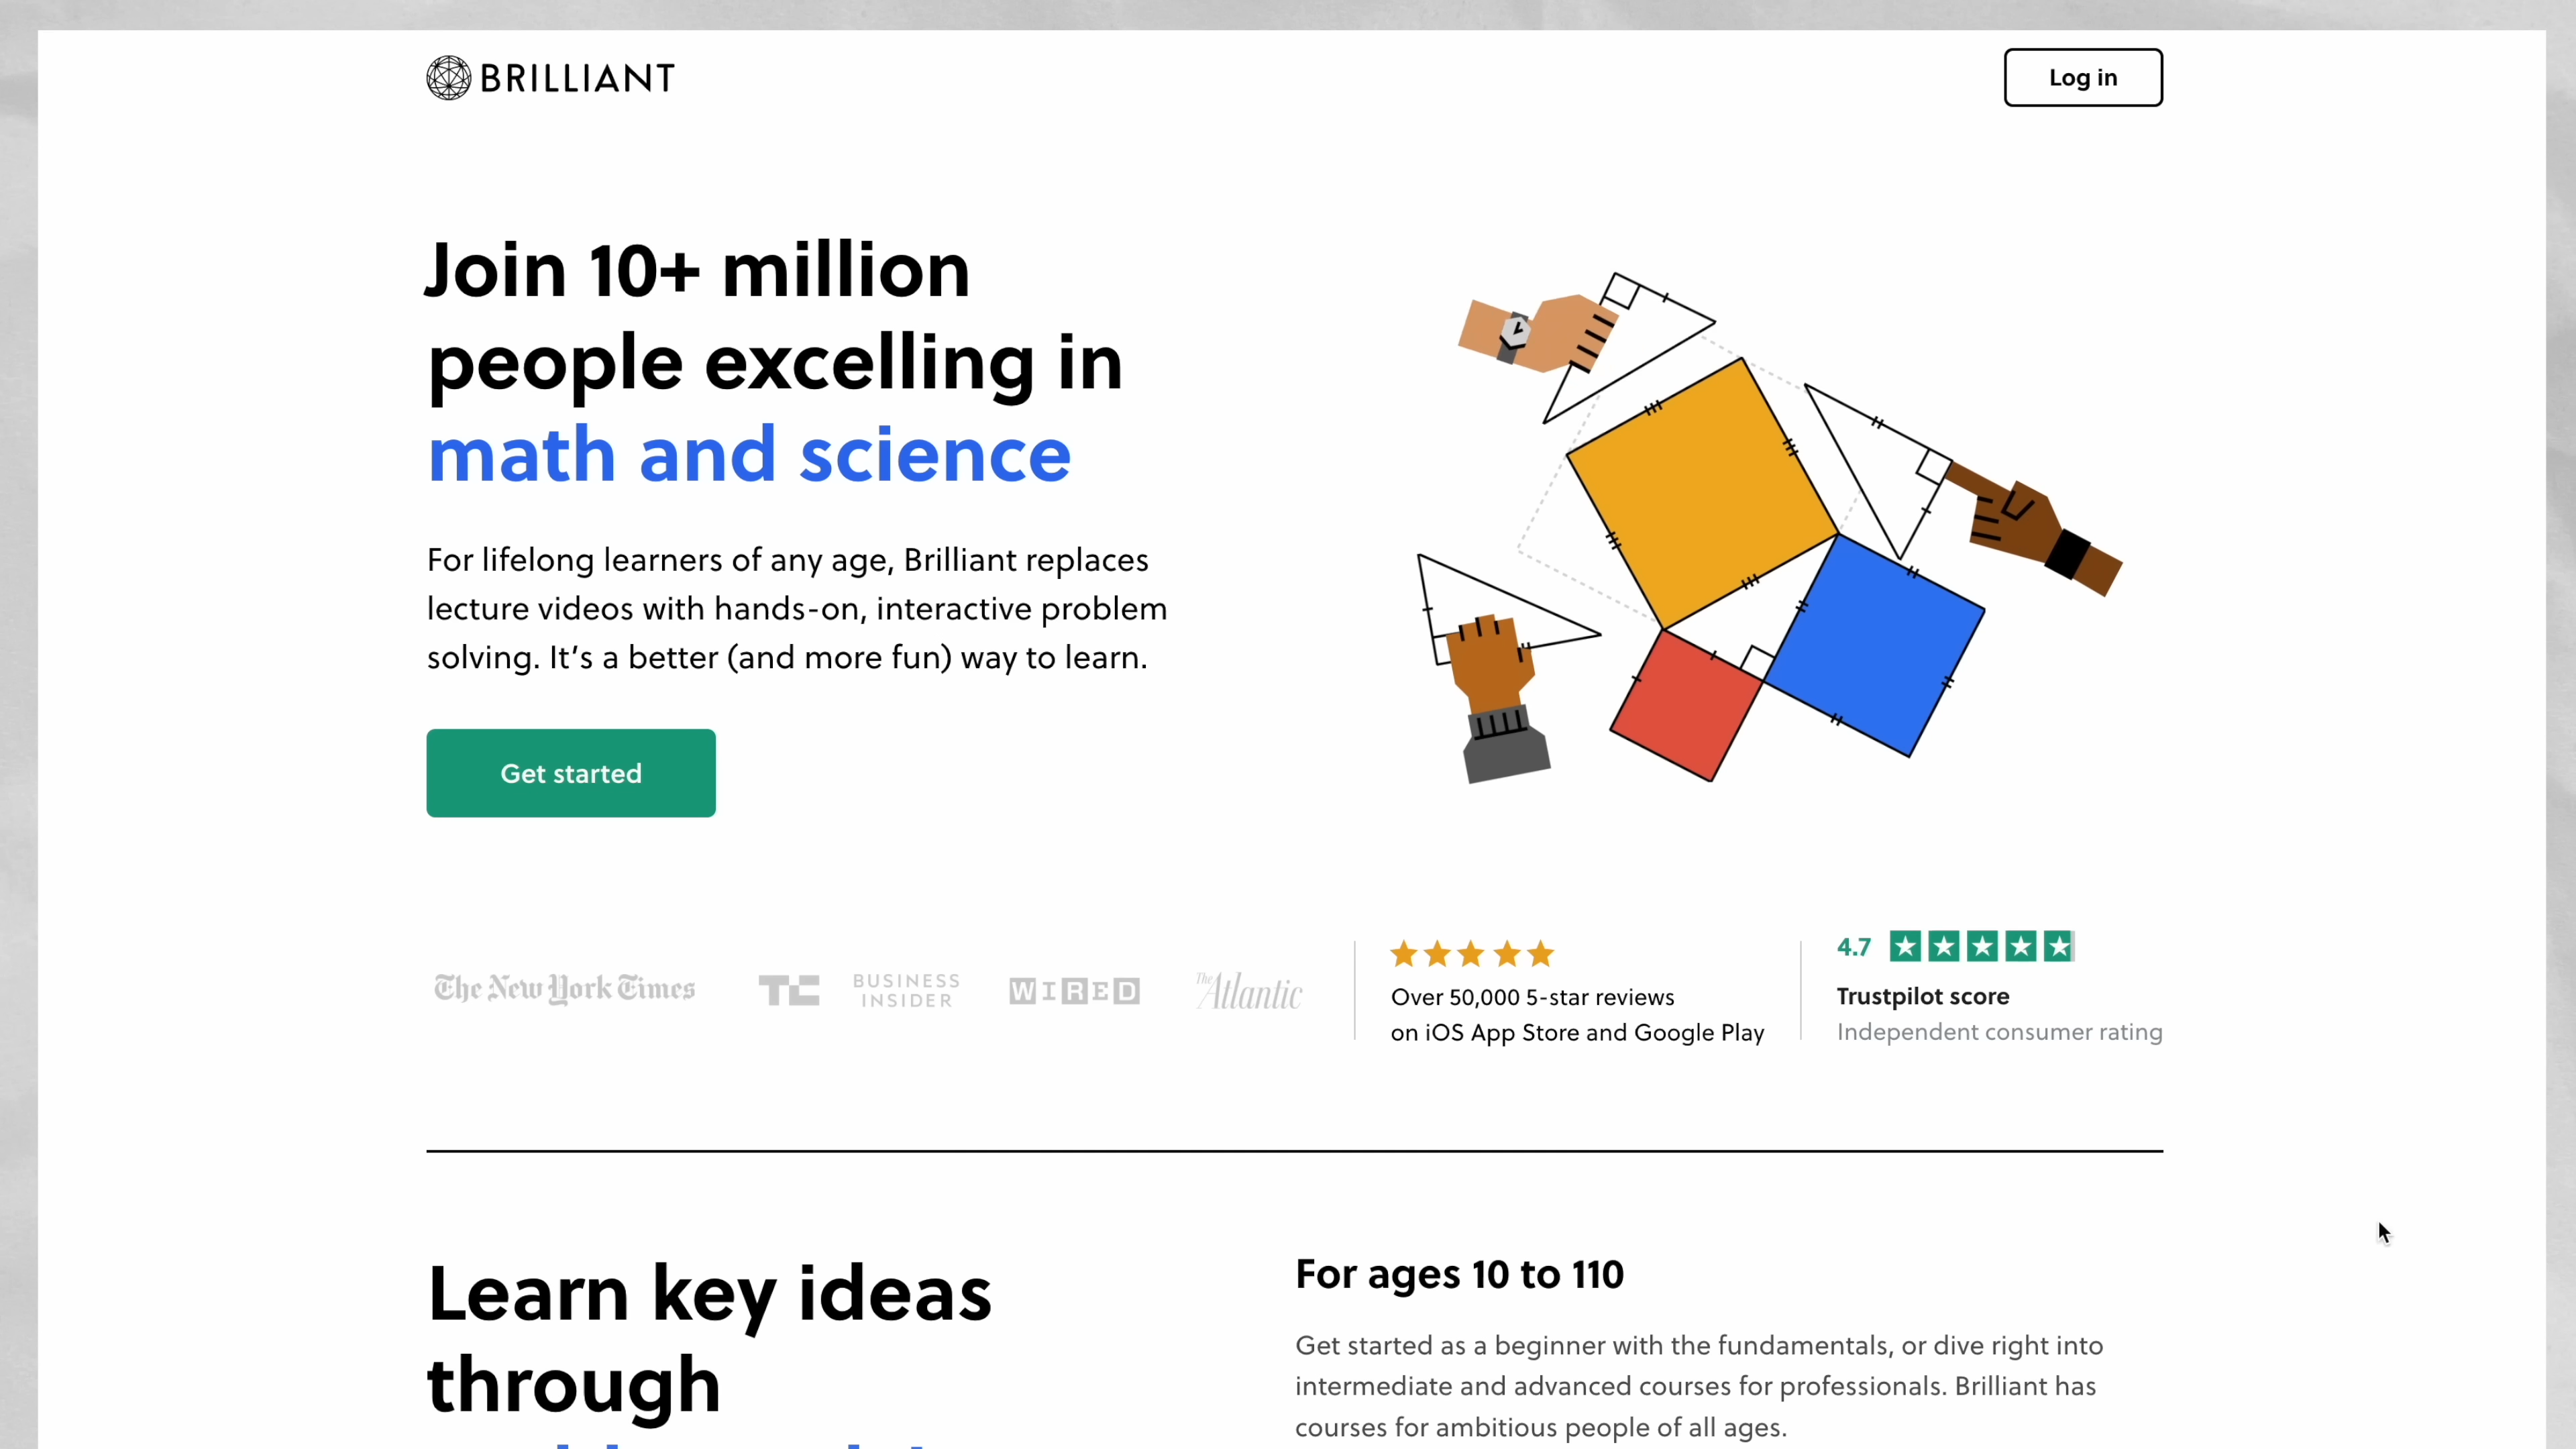 BRILLIANT
Log in
Join 10+ million
people excelling in
math and science
For lifelong learners of any age, Brilliant replaces
lecture videos with hands-on, interactive problem
solving. It’s a better (and more fun) way to learn.
Get started
The New York Times
TC
BUSINESS
INSIDER
WIRED
The Atlantic
Over 50,000 5-star reviews
on iOS App Store and Google Play
4.7
Trustpilot score
Independent consumer rating
Learn key ideas
through
For ages 10 to 110
Get started as a beginner with the fundamentals, or dive right into
intermediate and advanced courses for professionals. Brilliant has
courses for ambitious people of all ages.